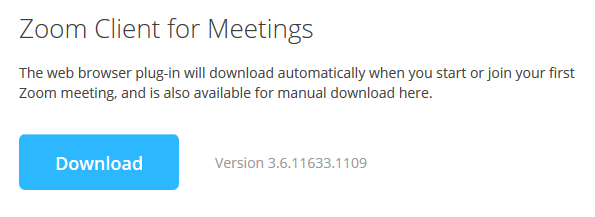 Zoom Client for Meetings
The web browser plug-in will download automatically when you start or join your first
Zoom meeting, and is also available for manual download here.
Download
Version 3.6.11633.1109